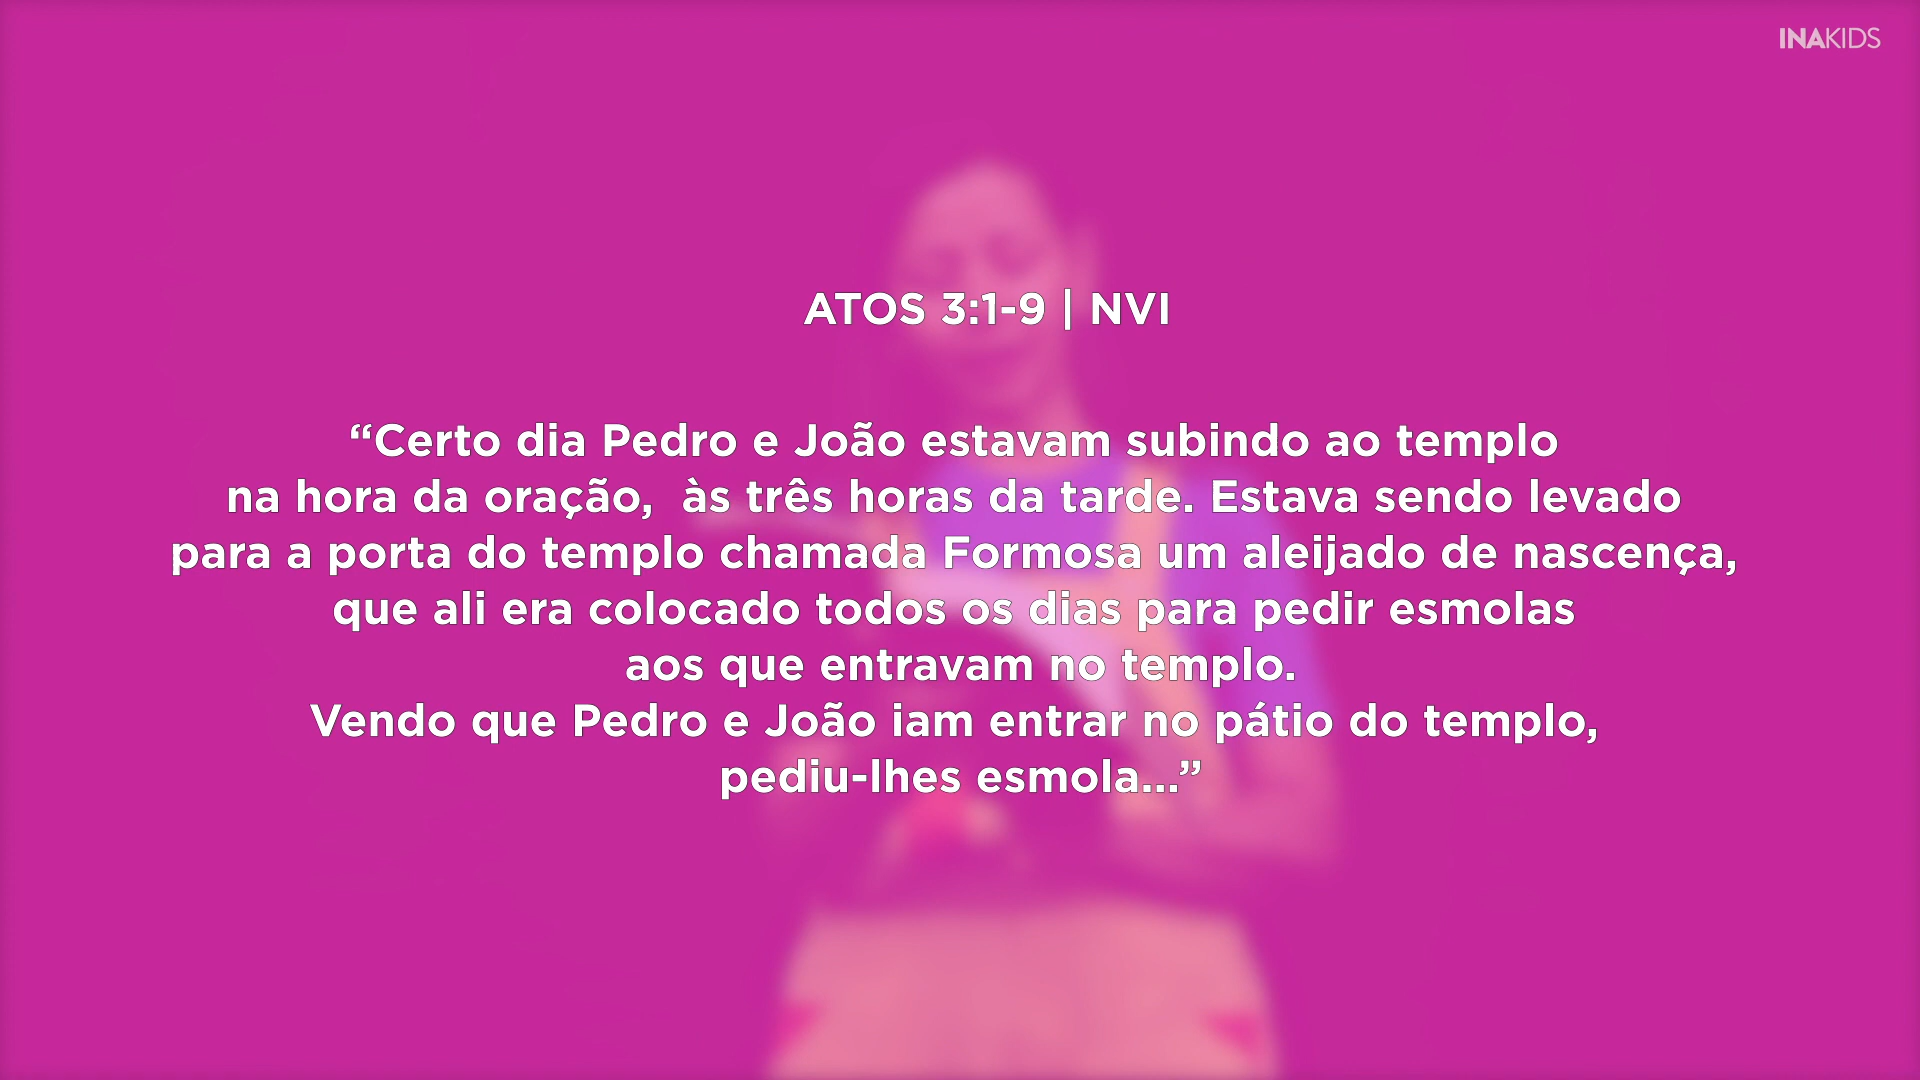 INAKIDS
ATOS 3:1-9 | NVI
“Certo dia Pedro e João estavam subindo ao templo
na hora da oração,  às três horas da tarde. Estava sendo levado
para a porta do templo chamada Formosa um aleijado de nascença,
que ali era colocado todos os dias para pedir esmolas
aos que entravam no templo.
Vendo que Pedro e João iam entrar no pátio do templo,
pediu-lhes esmola...”